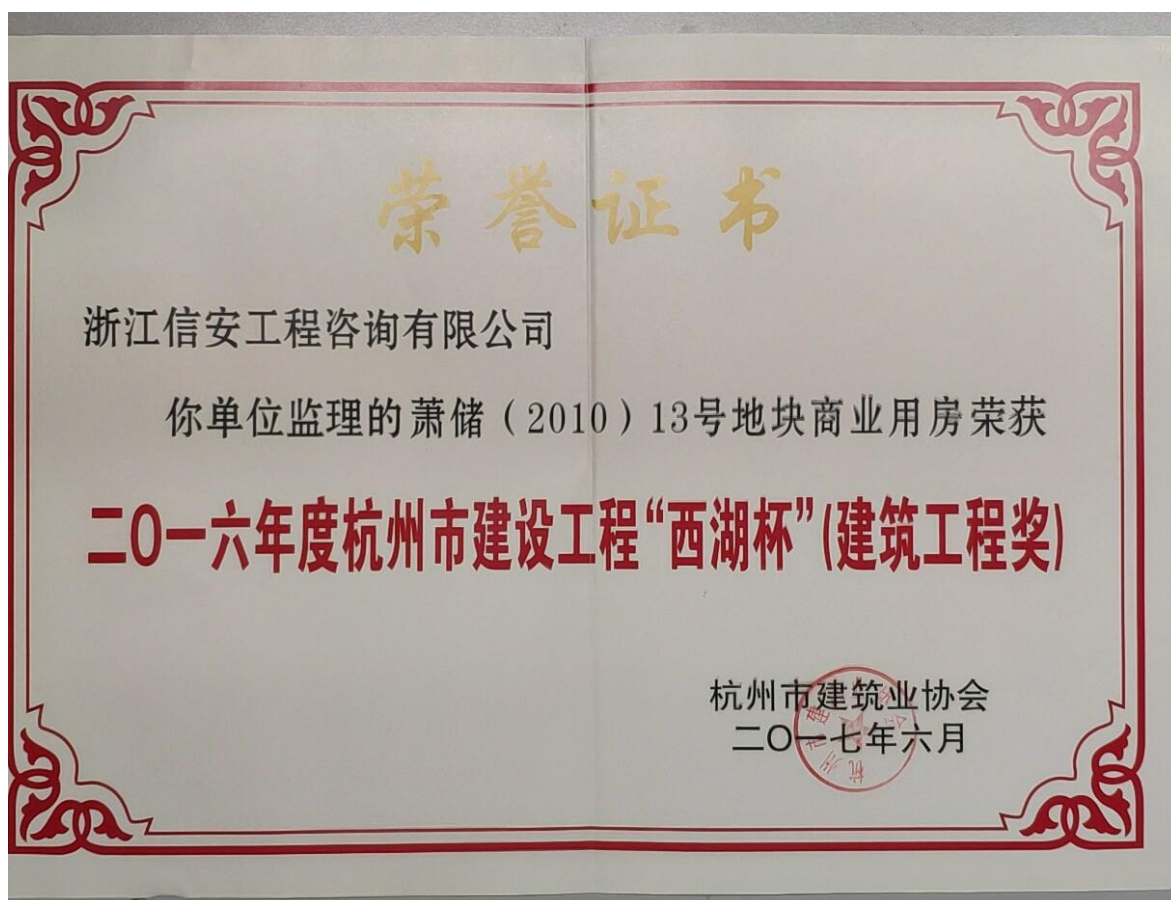 荣誉证书
浙江信安工程咨询有限公司
你单位监理的萧储（2010）13号地块商业用房荣获
二〇一六年度杭州市建设工程“西湖杯”(建筑工程奖)
杭州市建筑业协会
二〇一七年六月